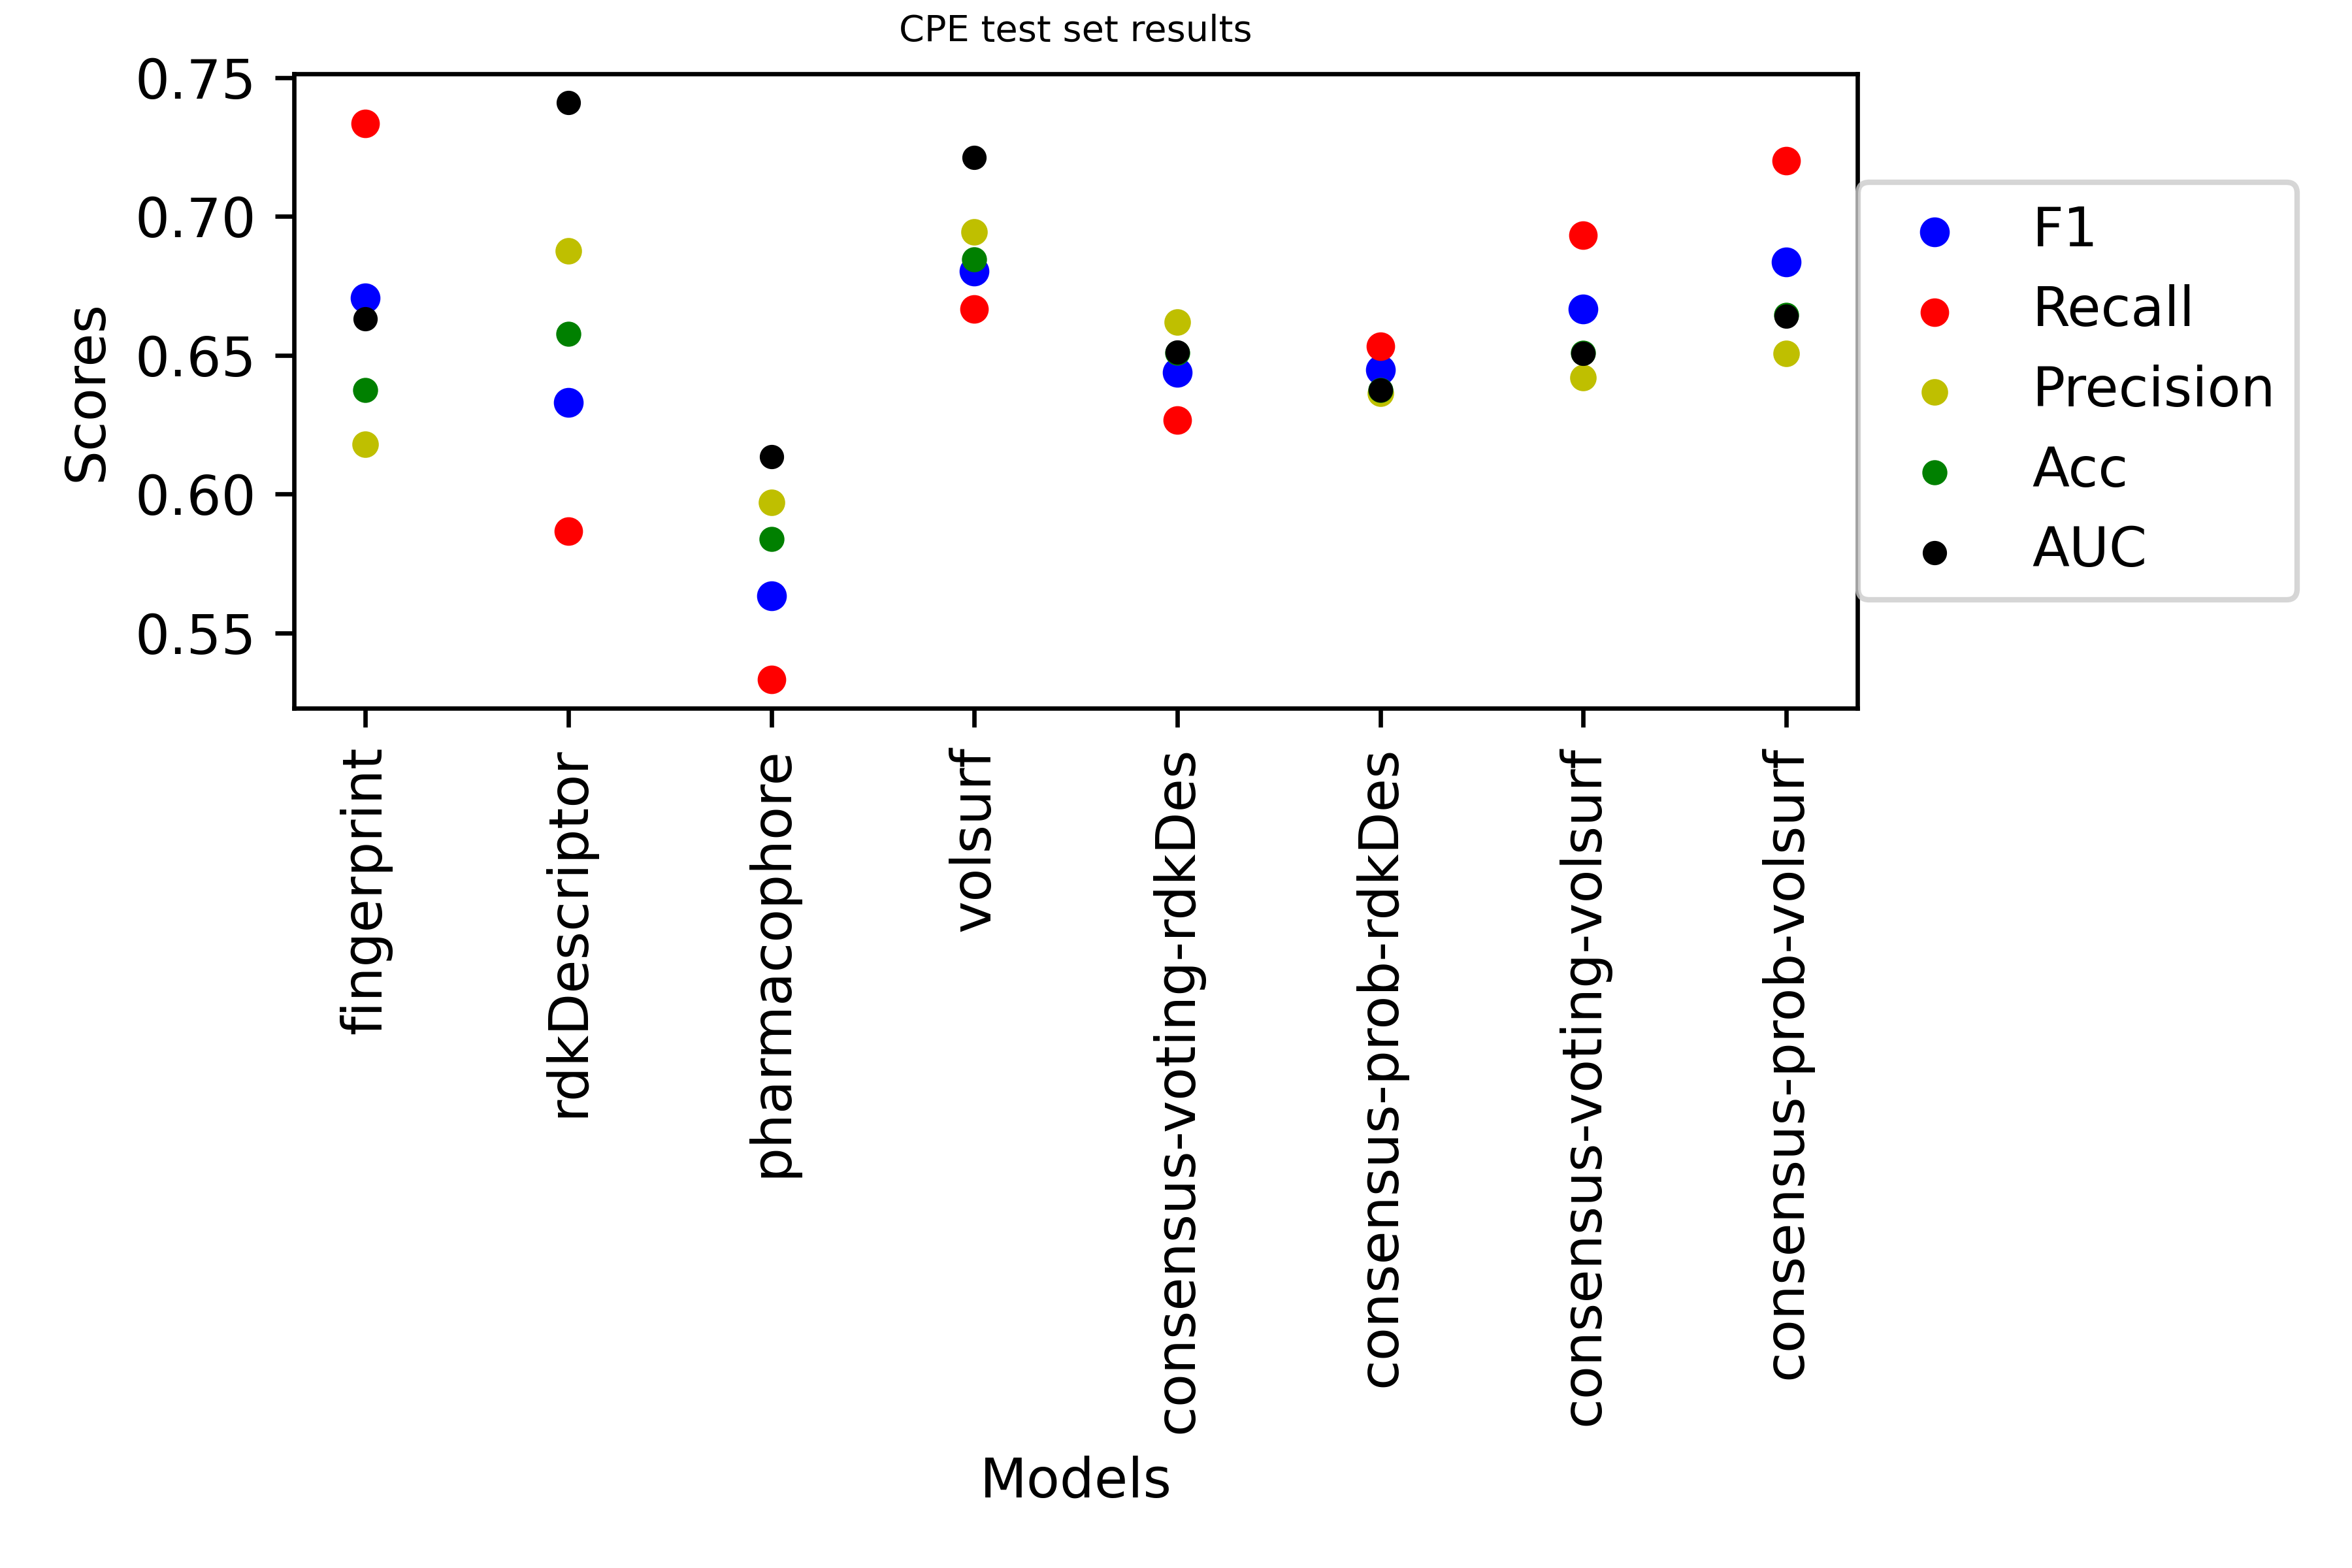 CPE test set results
0.75
0.70
0.65
0.60
0.55
Scores
F1
Recall
Precision
Acc
AUC
fingerprint
rdkDescriptor
pharmacophore
volsurf
consensus-voting-rdkDes
consensus-prob-rdkDes
consensus-voting-volsurf
consensus-prob-volsurf
Models